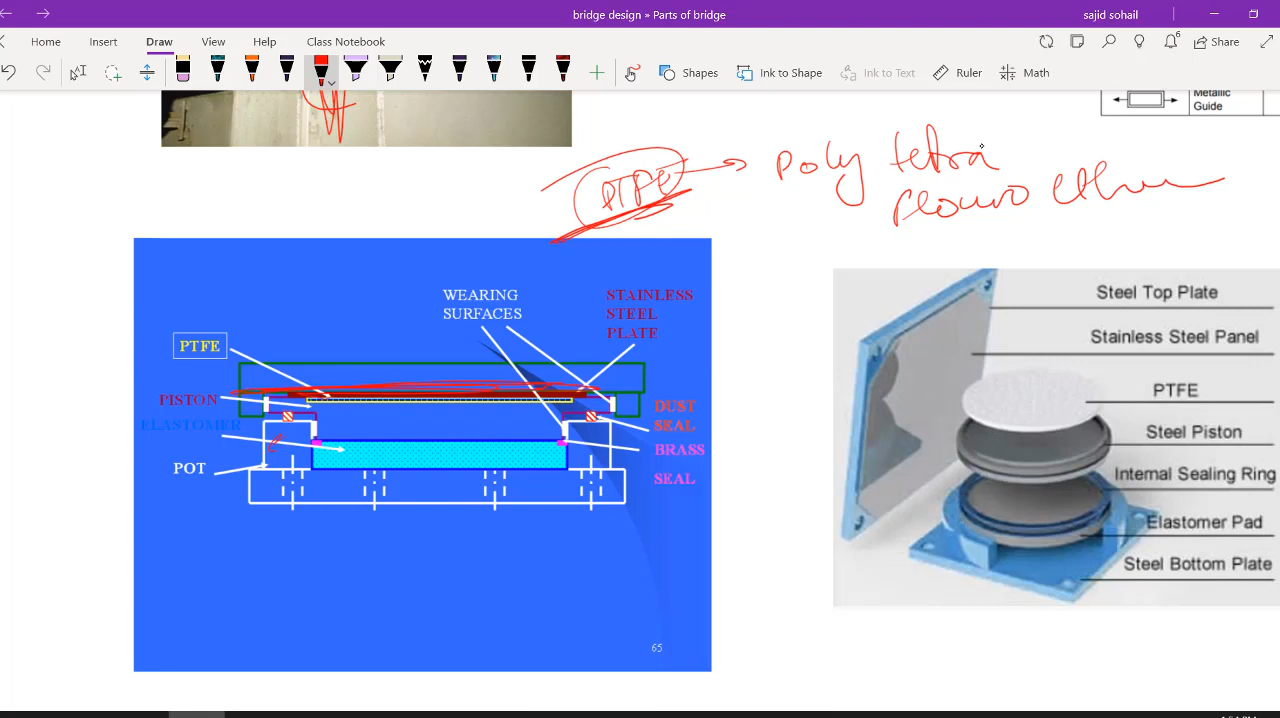 bridge design » Parts of bridge
sajid sohail
Home Insert Draw View Help Class Notebook
6
Share
Shapes
Ink to Shape
Ink to Text
Ruler
Math
Metallic
Guide
PTFE
poly tetra
flouro
WEARING
SURFACES
STAINLESS
STEEL
PLATE
PTFE
PISTON
ELASTOMER
POT
DUST
SEAL
BRASS
SEAL
65
Steel Top Plate
Stainless Steel Panel
PTFE
Steel Piston
Internal Sealing Ring
Elastomer Pad
Steel Bottom Plate